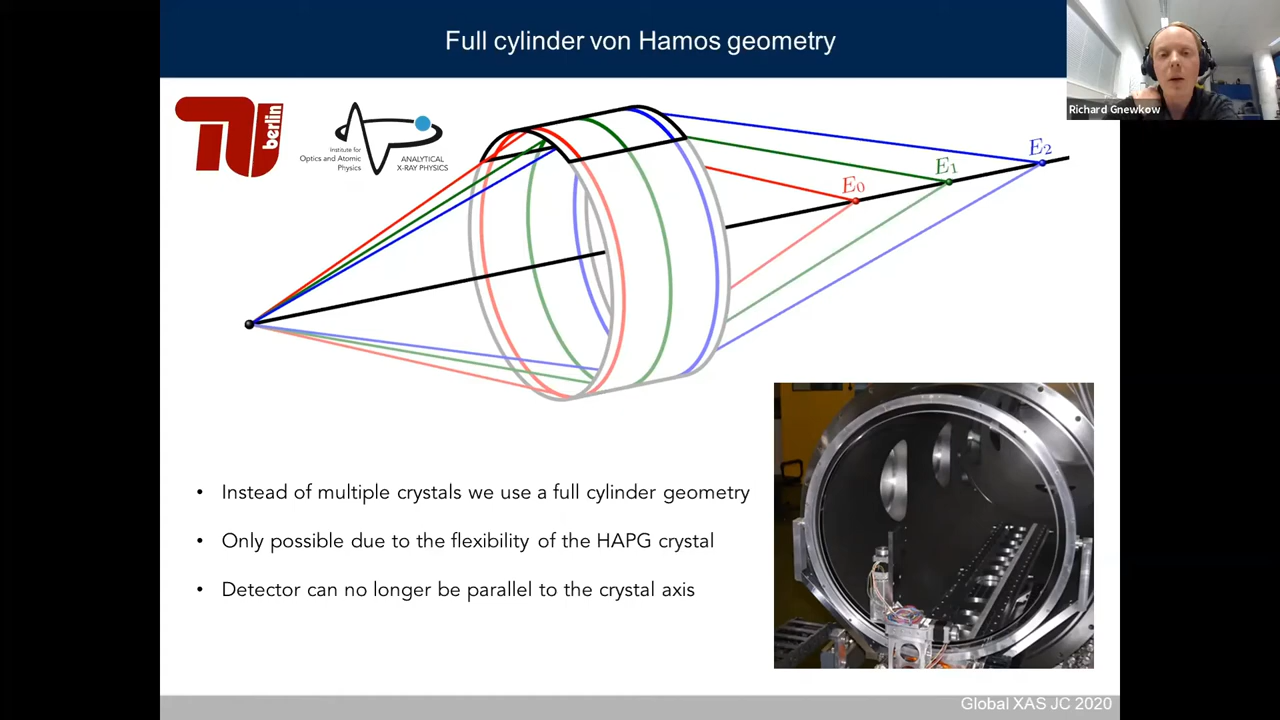 Full cylinder von Hamos geometry
Richard Gnewkow
berlin
Institute for
Optics and Atomic
Physics
ANALYTICAL
X-RAY PHYSICS
E₀
E₁
E₂
• Instead of multiple crystals we use a full cylinder geometry
• Only possible due to the flexibility of the HAPG crystal
• Detector can no longer be parallel to the crystal axis
Global XAS JC 2020